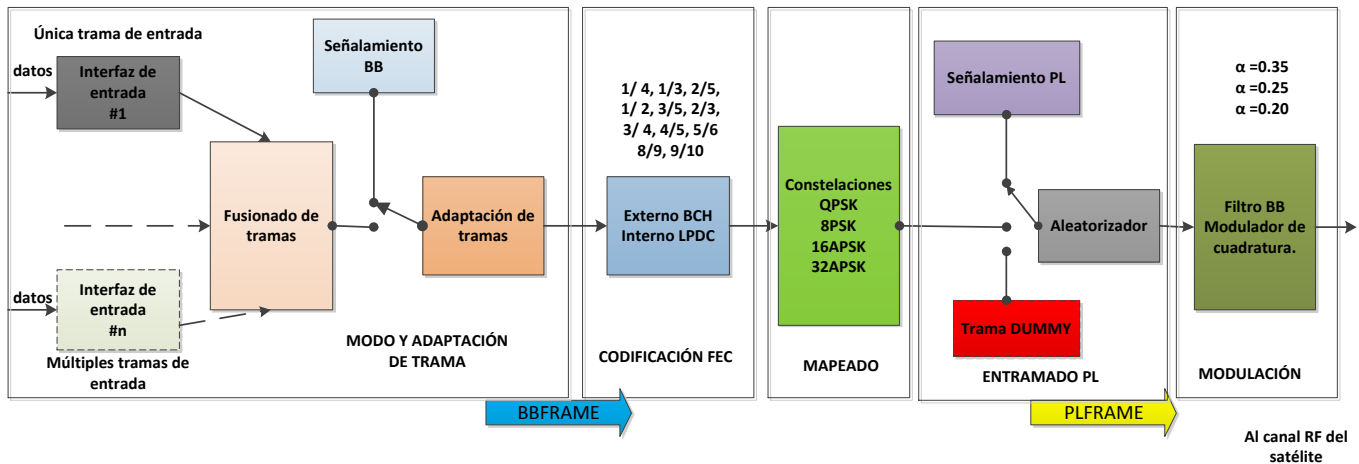 Única trama de entrada
datos
Interfaz de
entrada
#1
Fusionado de
tramas
datos
Interfaz de
entrada
#n
Múltiples tramas de
entrada
Señalamiento
BB
Adaptación de
tramas
MODO Y ADAPTACIÓN
DE TRAMA
1/ 4, 1/3, 2/5,
1/ 2, 3/5, 2/3,
3/ 4, 4/5, 5/6
8/9, 9/10
Externo BCH
Interno LPDC
CODIFICACIÓN FEC
Constelaciones
QPSK
8PSK
16APSK
32APSK
MAPEADO
Señalamiento PL
Aleatorizador
Trama DUMMY
ENTRAMADO PL
α =0.35
α =0.25
α =0.20
Filtro BB
Modulador de
cuadratura.
MODULACIÓN
BBFRAME
PLFRAME
Al canal RF del
satélite